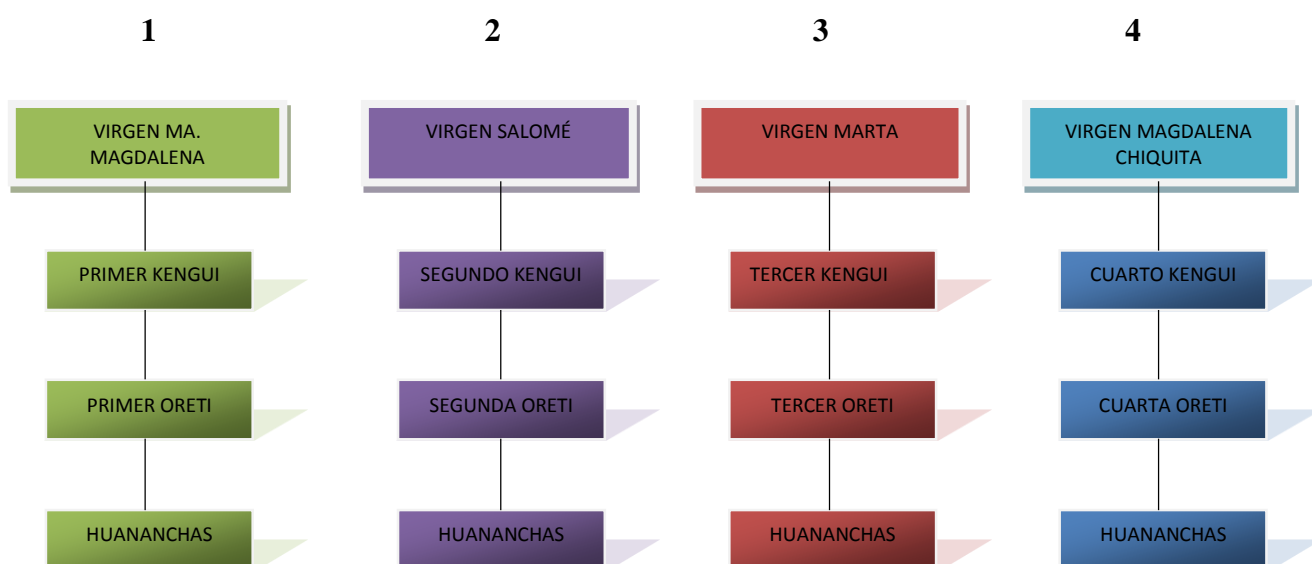 1
2
3
4
VIRGEN MA.
MAGDALENA
VIRGEN SALOMÉ
VIRGEN MARTA
VIRGEN MAGDALENA
CHIQUITA
PRIMER KENGUI
SEGUNDO KENGUI
TERCER KENGUI
CUARTO KENGUI
PRIMER ORETI
SEGUNDA ORETI
TERCER ORETI
CUARTA ORETI
HUANANCHAS
HUANANCHAS
HUANANCHAS
HUANANCHAS